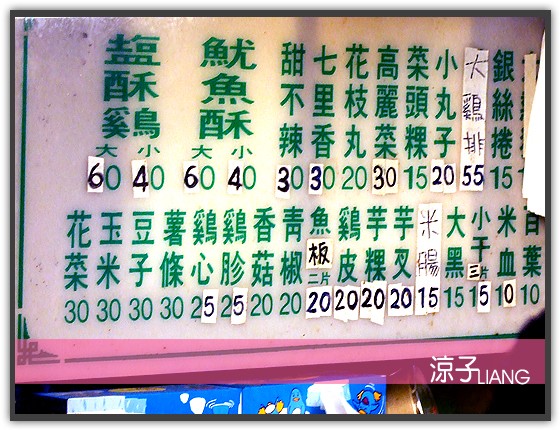 鹽酥雞 大 60 小 40
魷魚酥 大 60 小 40
甜不辣 30
七里香 30
花枝丸 20
高麗菜 30
菜頭粿 15
小丸子 20
大鷄排 55
銀絲捲 15
花菜 30
玉米 30
豆子 30
薯條 30
鷄心 25
鷄胗 25
香菇 20
青椒 20
魚板 二片 20
鷄皮 20
芋粿 20
芋叉 20
米腸 15
大黑 15
小干 三片 15
米血 10
百葉 10
涼子LIANG